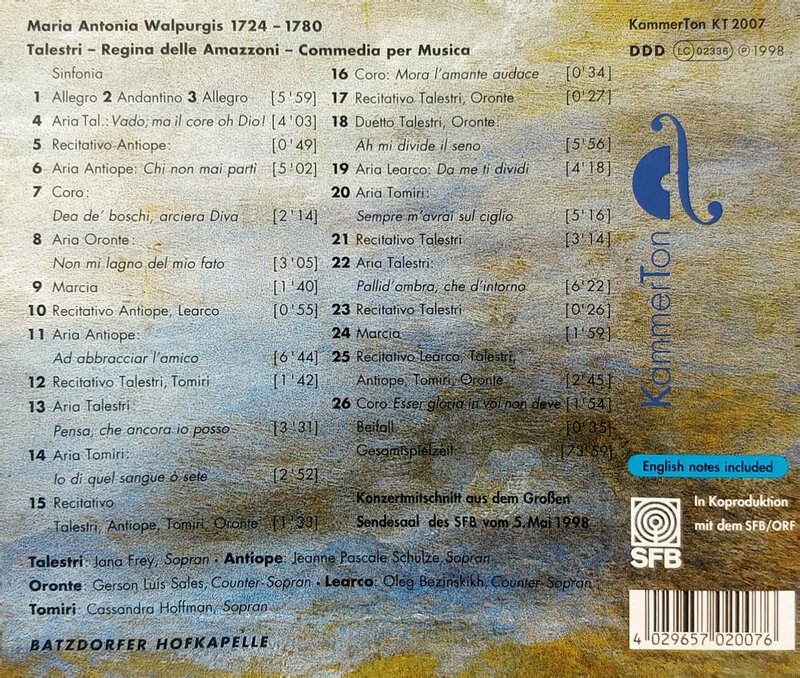 Maria Antonia Walpurgis 1724 – 1780
Talestri – Regina delle Amazzoni – Commedia per Musica
Sinfonia
1 Allegro 2 Andantino 3 Allegro [5'59]
4 Aria Tal.: Vado; ma il core oh Dio! [4'03]
5 Recitativo Antiope: [0'49]
6 Aria Antiope: Chi non mai partì [5'02]
7 Coro:
Dea de' boschi, arciera Diva [2'14]
8 Aria Oronte:
Non mi lagno del mio fato [3'05]
9 Marcia [1'40]
10 Recitativo Antiope, Learco [0'55]
11 Aria Antiope:
Ad abbracciar l'amico [6'44]
12 Recitativo Talestri, Tomiri [1'42]
13 Aria Talestri:
Pensa, che ancora io posso [3'31]
14 Aria Tomiri:
Io di quel sangue ò sete [2'52]
15 Recitativo
Talestri, Antiope, Tomiri, Oronte [1'33]
16 Coro: Mora l'amante audace [0'34]
17 Recitativo Talestri, Oronte [0'27]
18 Duetto Talestri, Oronte:
Ah mi divide il seno [5'56]
19 Aria Learco: Da me ti dividi [4'18]
20 Aria Tomiri:
Sempre m'avrai sul ciglio [5'16]
21 Recitativo Talestri [3'14]
22 Aria Talestri:
Pallid'ombra, che d'intorno [6'22]
23 Recitativo Talestri [0'26]
24 Marcia [1'59]
25 Recitativo Learco, Talestri,
Antiope, Tomiri, Oronte [2'45]
26 Coro: Esser gloria in voi non deve [1'54]
Beifall [0'35]
Gesamtspielzeit [73'59]
Konzertmitschnitt aus dem Großen
Sendesaal des SFB vom 5. Mai 1998
Talestri: Jana Frey, Sopran • Antiope: Jeanne Pascale Schulze, Sopran
Oronte: Gerson Luis Sales, Counter-Sopran • Learco: Oleg Bezinskikh, Counter-Sopran
Tomiri: Cassandra Hoffman, Sopran
BATZDORFER HOFKAPELLE
KammerTon KT 2007
DDD LC 02336 ℗ 1998
KammerTon
English notes included
SFB
In Koproduktion
mit dem SFB/ORF
4 029657 020076